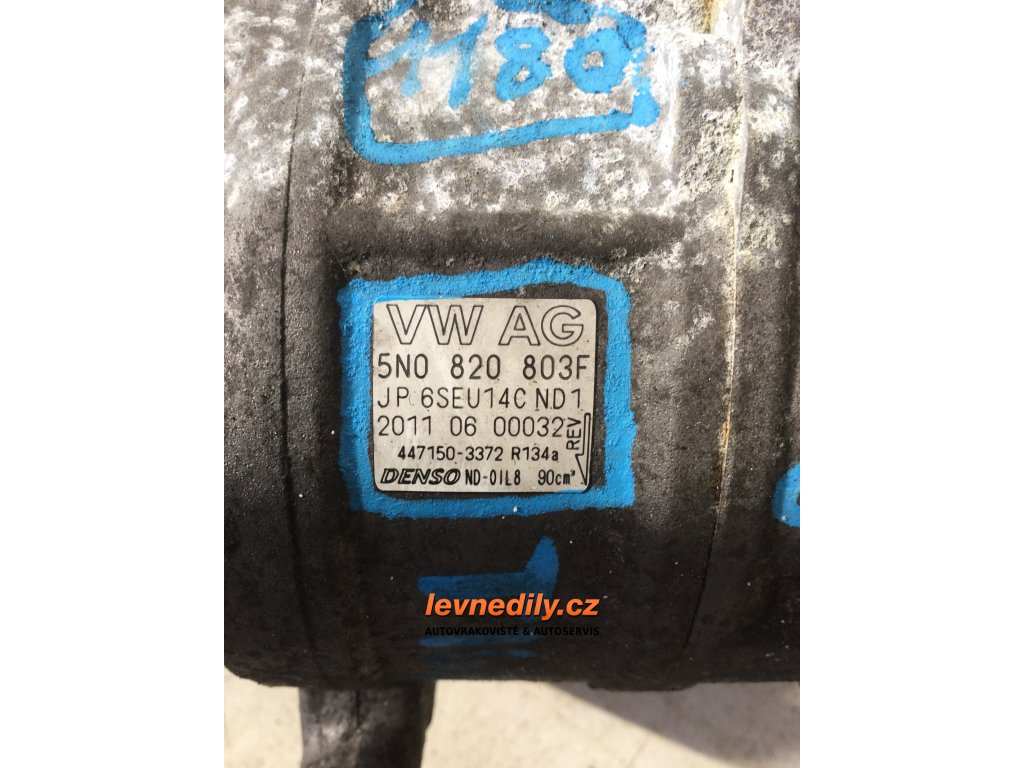 1180
VW AG
5N0 820 803F
JP 6SEU14C ND1
2011 06 00032
REV
447150-3372 R134a
DENSO ND-OIL8 90cm³
levnedily.cz
AUTOVRAKOVIŠTĚ & AUTOSERVIS